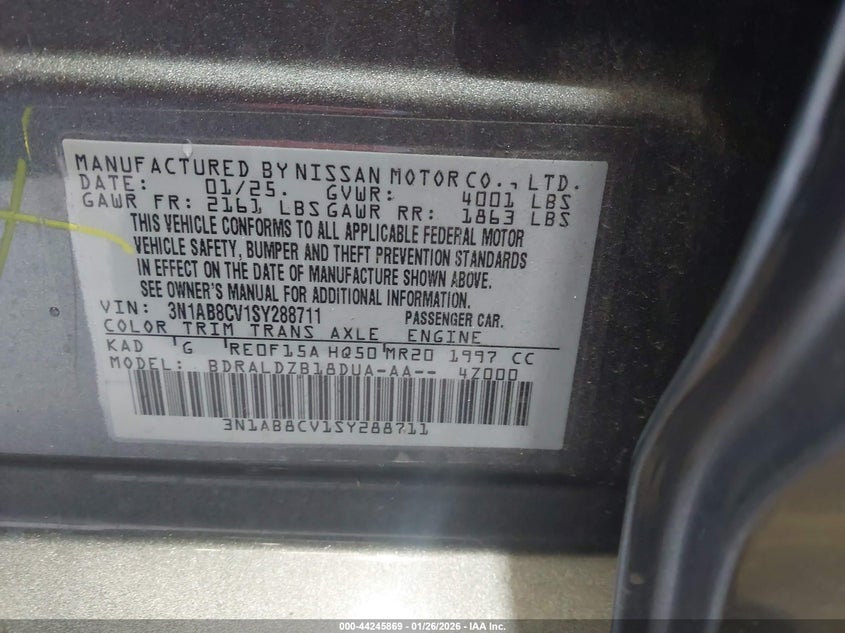 MANUFACTURED BY NISSAN MOTOR CO., LTD.
DATE: 01/25. GVWR: 4001 LBS
GAWR FR: 2161 LBS GAWR RR: 1863 LBS
THIS VEHICLE CONFORMS TO ALL APPLICABLE FEDERAL MOTOR
VEHICLE SAFETY, BUMPER AND THEFT PREVENTION STANDARDS
IN EFFECT ON THE DATE OF MANUFACTURE SHOWN ABOVE.
SEE OWNER'S MANUAL FOR ADDITIONAL INFORMATION.
VIN: 3N1AB8CV1SY288711 PASSENGER CAR.
COLOR TRIM TRANS AXLE ENGINE
KAD G RE0F15A HQ50 MR20 1997 CC
MODEL: BDRALDZB18DUA-AA-- 4Z000
3N1AB8CV1SY288711
000-44245869 | 01/26/2026 | IAA Inc.